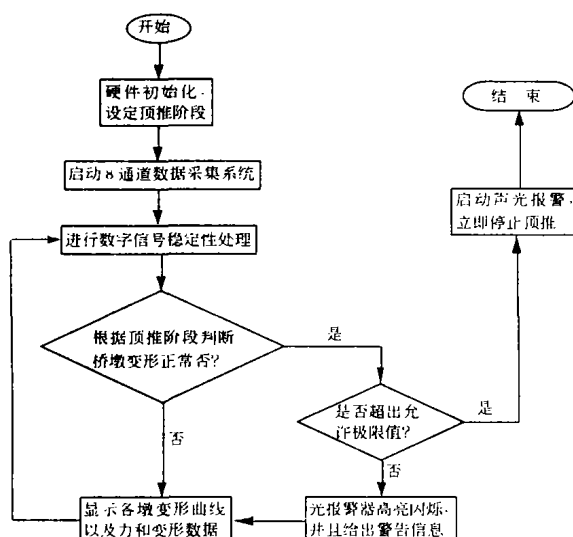 开始
硬件初始化·
设定顶推阶段
启动8通道数据采集系统
进行数字信号稳定性处理
根据顶推阶段判断
桥墩变形正常否?
是
否
是否超出允
许极限值?
是
否
显示各墩变形曲线
以及力和变形数据
光报警器高亮闪烁,
并且给出警告信息
启动声光报警,
立即停止顶推
结 束